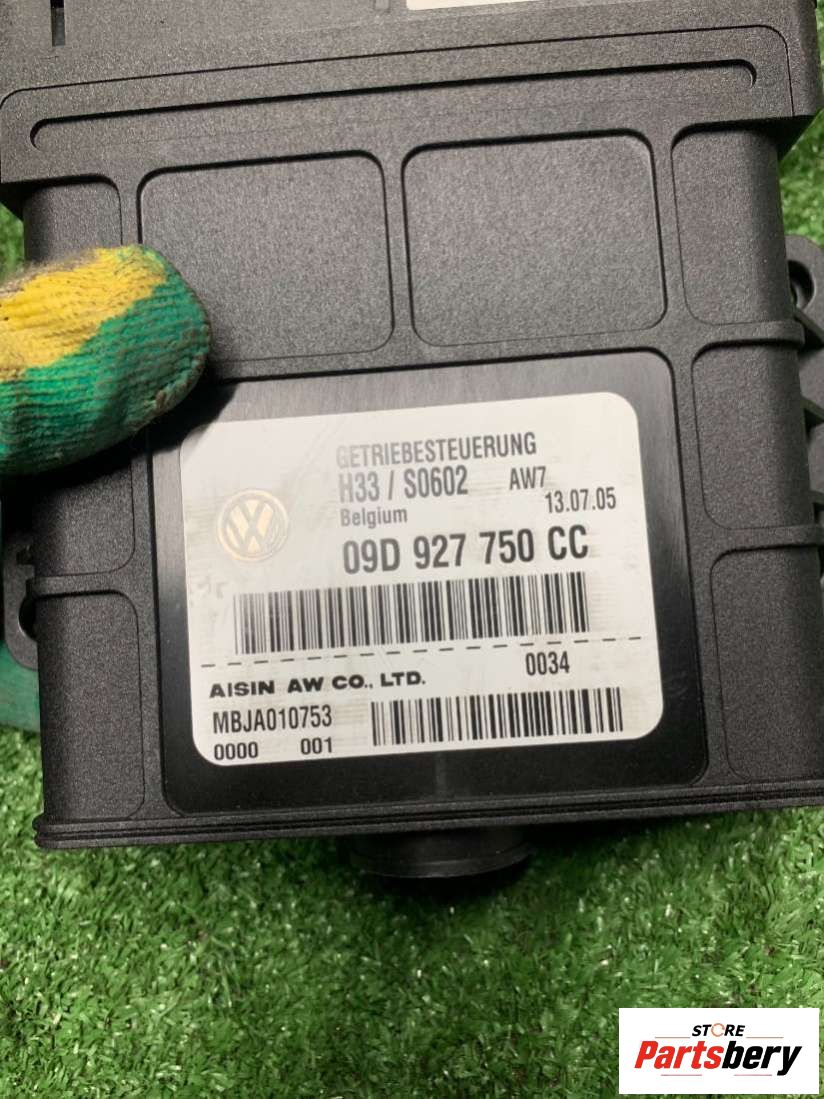 GETRIEBESTEUERUNG
H33 / S0602 AW7
Belgium 13.07.05
09D 927 750 CC
AISIN AW CO., LTD. 0034
MBJA010753
0000 001
STORE
Partsbery